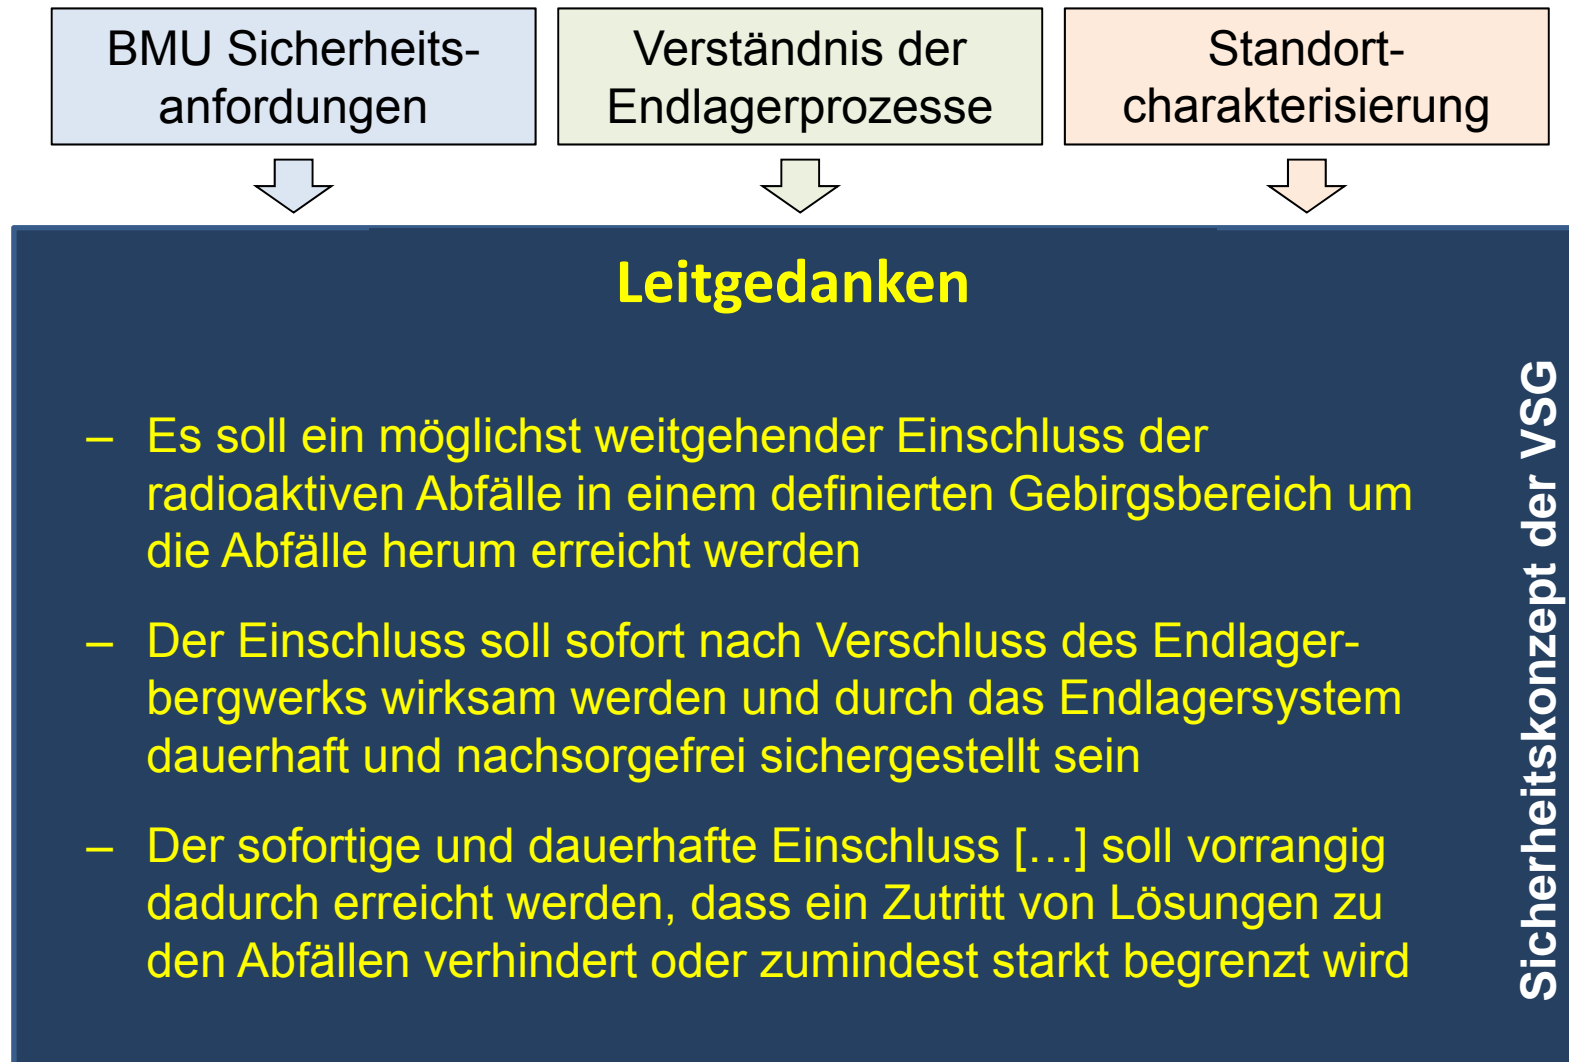 BMU Sicherheits-
anfordungen
Verständnis der
Endlagerprozesse
Standort-
charakterisierung
Leitgedanken
– Es soll ein möglichst weitgehender Einschluss der
radioaktiven Abfälle in einem definierten Gebirgsbereich um
die Abfälle herum erreicht werden
– Der Einschluss soll sofort nach Verschluss des Endlager-
bergwerks wirksam werden und durch das Endlagersystem
dauerhaft und nachsorgefrei sichergestellt sein
– Der sofortige und dauerhafte Einschluss […] soll vorrangig
dadurch erreicht werden, dass ein Zutritt von Lösungen zu
den Abfällen verhindert oder zumindest starkt begrenzt wird
Sicherheitskonzept der VSG